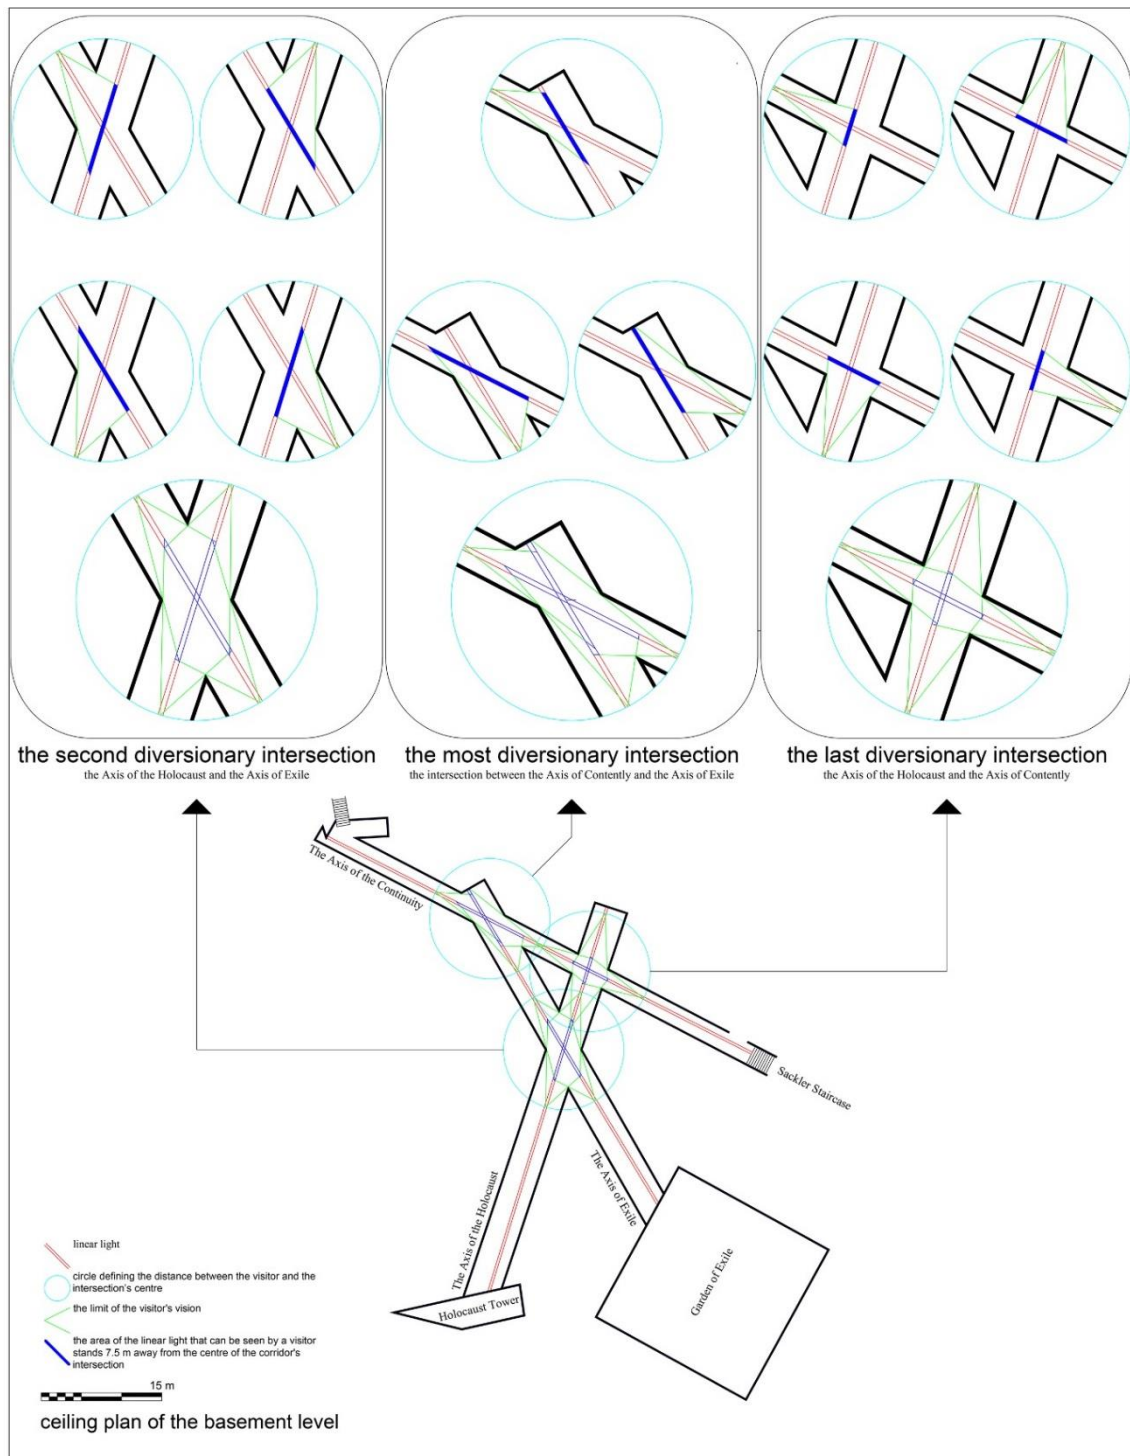 the second diversionary intersection
the Axis of the Holocaust and the Axis of Exile
the most diversionary intersection
the intersection between the Axis of Contently and the Axis of Exile
the last diversionary intersection
the Axis of the Holocaust and the Axis of Contently
The Axis of the Continuity
Sackler Staircase
The Axis of the Holocaust
The Axis of Exile
Garden of Exile
Holocaust Tower
linear light
circle defining the distance between the visitor and the
intersection's centre
the limit of the visitor's vision
the area of the linear light that can be seen by a visitor
stands 7.5 m away from the centre of the corridor's
intersection
15 m
ceiling plan of the basement level